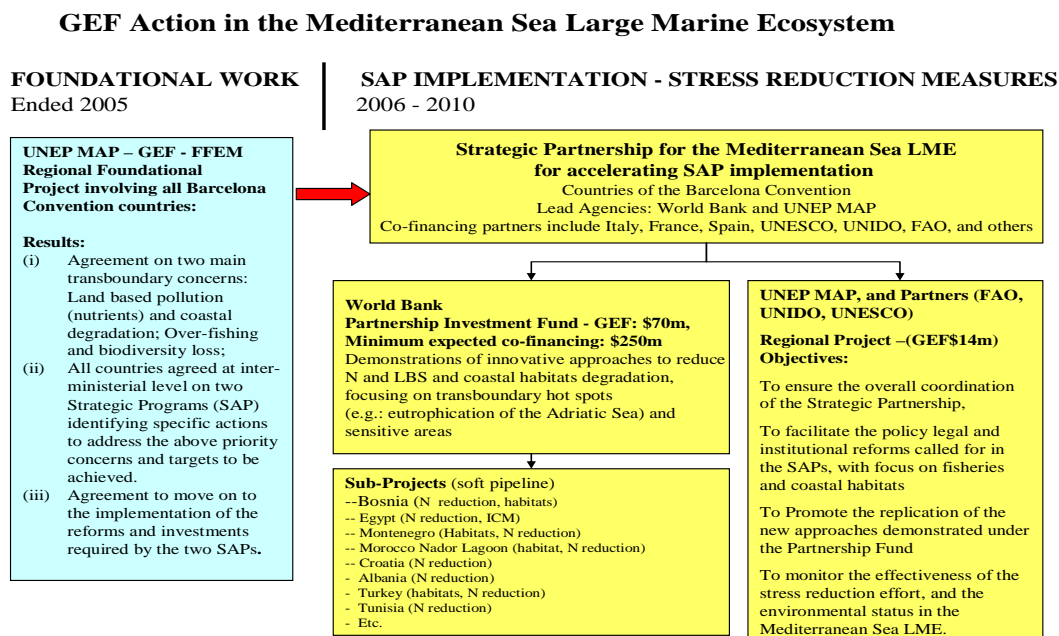 GEF Action in the Mediterranean Sea Large Marine Ecosystem
FOUNDATIONAL WORK
Ended 2005
SAP IMPLEMENTATION - STRESS REDUCTION MEASURES
2006 - 2010
UNEP MAP – GEF - FFEM
Regional Foundational
Project involving all Barcelona
Convention countries:
Results:
(i) Agreement on two main
transboundary concerns:
Land based pollution
(nutrients) and coastal
degradation; Over-fishing
and biodiversity loss;
(ii) All countries agreed at inter-
ministerial level on two
Strategic Programs (SAP)
identifying specific actions
to address the above priority
concerns and targets to be
achieved.
(iii) Agreement to move on to
the implementation of the
reforms and investments
required by the two SAPs.
Strategic Partnership for the Mediterranean Sea LME
for accelerating SAP implementation
Countries of the Barcelona Convention
Lead Agencies: World Bank and UNEP MAP
Co-financing partners include Italy, France, Spain, UNESCO, UNIDO, FAO, and others
World Bank
Partnership Investment Fund - GEF: $70m,
Minimum expected co-financing: $250m
Demonstrations of innovative approaches to reduce
N and LBS and coastal habitats degradation,
focusing on transboundary hot spots
(e.g.: eutrophication of the Adriatic Sea) and
sensitive areas
Sub-Projects (soft pipeline)
--Bosnia (N reduction, habitats)
-- Egypt (N reduction, ICM)
-- Montenegro (Habitats, N reduction)
-- Morocco Nador Lagoon (habitat, N reduction)
-- Croatia (N reduction)
- Albania (N reduction)
- Turkey (habitats, N reduction)
- Tunisia (N reduction)
- Etc.
UNEP MAP, and Partners (FAO,
UNIDO, UNESCO)
Regional Project –(GEF$14m)
Objectives:
To ensure the overall coordination
of the Strategic Partnership,
To facilitate the policy legal and
institutional reforms called for in
the SAPs, with focus on fisheries
and coastal habitats
To Promote the replication of the
new approaches demonstrated under
the Partnership Fund
To monitor the effectiveness of the
stress reduction effort, and the
environmental status in the
Mediterranean Sea LME.